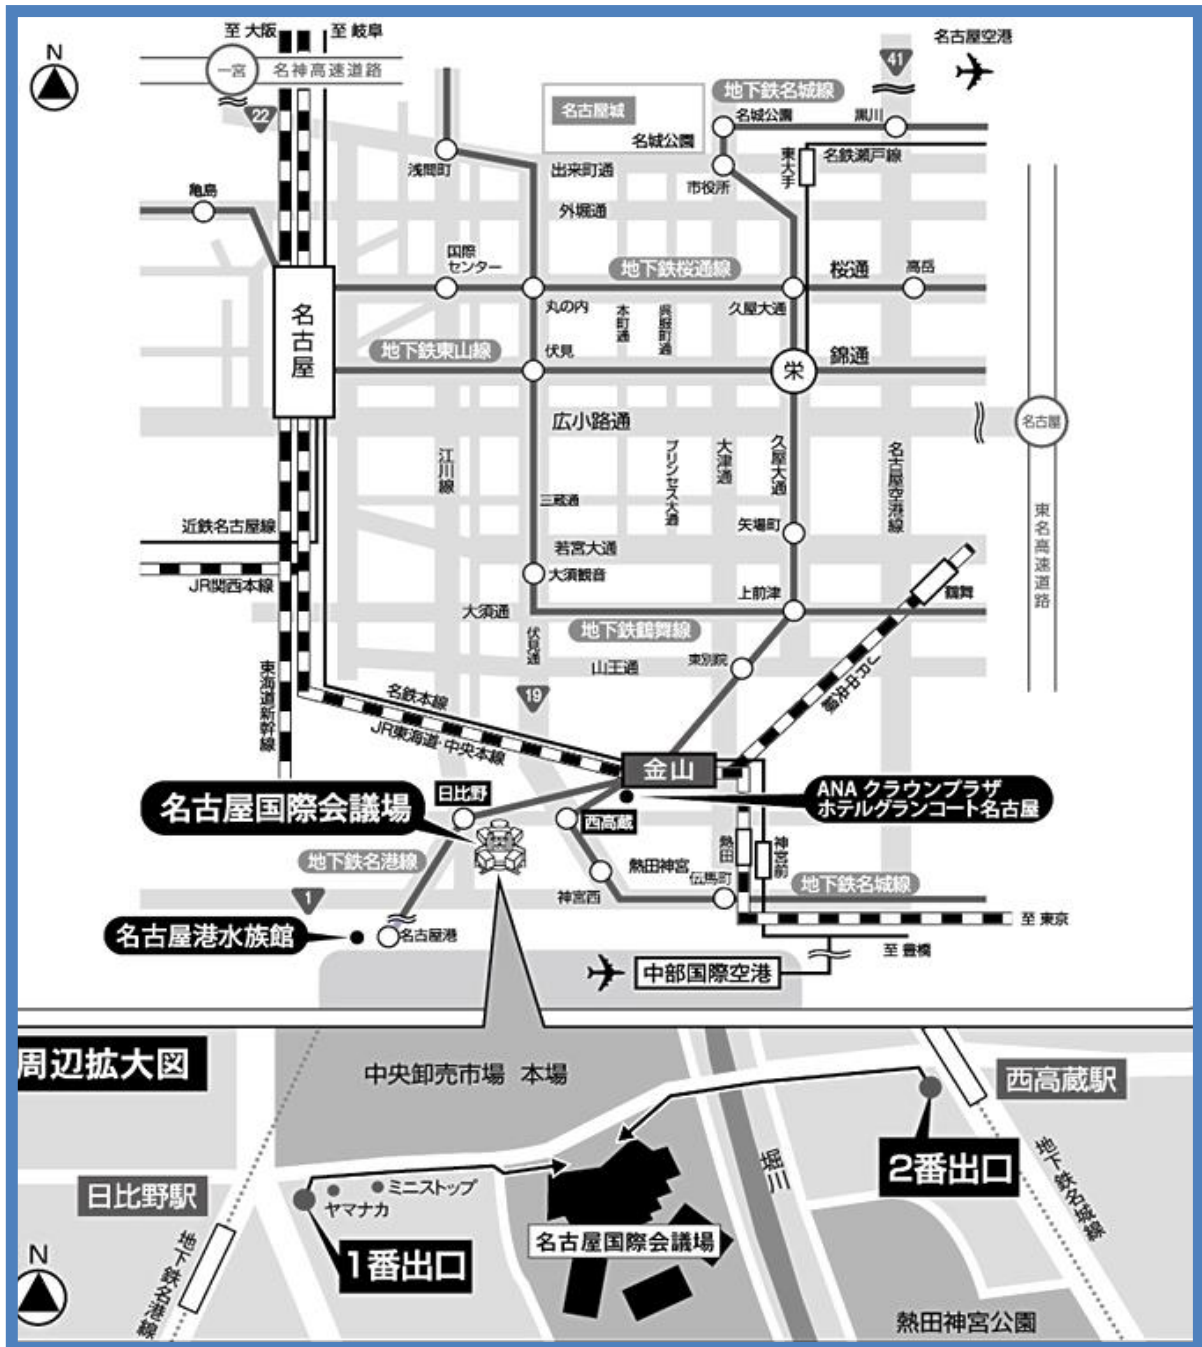 至 大阪
至 岐阜
名古屋空港
N
一宮
名神高速道路
41
22
地下鉄名城線
名古屋城
名城公園
名城公園
黒川
浅間町
出来町通
市役所
東大手
名鉄瀬戸線
亀島
外堀通
国際
センター
地下鉄桜通線
桜通
高岳
名古屋
丸の内
本町通
呉服町通
久屋大通
地下鉄東山線
伏見
栄
錦通
広小路通
名古屋
江川線
プリンセス大通
大津通
久屋大通
名古屋空港線
三蔵通
近鉄名古屋線
矢場町
東名高速道路
若宮大通
JR関西本線
大須観音
上前津
鶴舞
大須通
地下鉄鶴舞線
伏見通
山王通
東別院
JR中央線
東海道新幹線
名鉄本線
19
JR東海道・中央本線
金山
日比野
ANA クラウンプラザ
ホテルグランコート名古屋
名古屋国際会議場
西高蔵
地下鉄名港線
熱田
神宮前
熱田神宮
伝馬町
地下鉄名城線
神宮西
1
名古屋港水族館
名古屋港
至 東京
至 豊橋
中部国際空港
周辺拡大図
中央卸売市場 本場
西高蔵駅
2番出口
堀川
地下鉄名城線
日比野駅
ミニストップ
ヤマナカ
1番出口
名古屋国際会議場
地下鉄名港線
N
熱田神宮公園